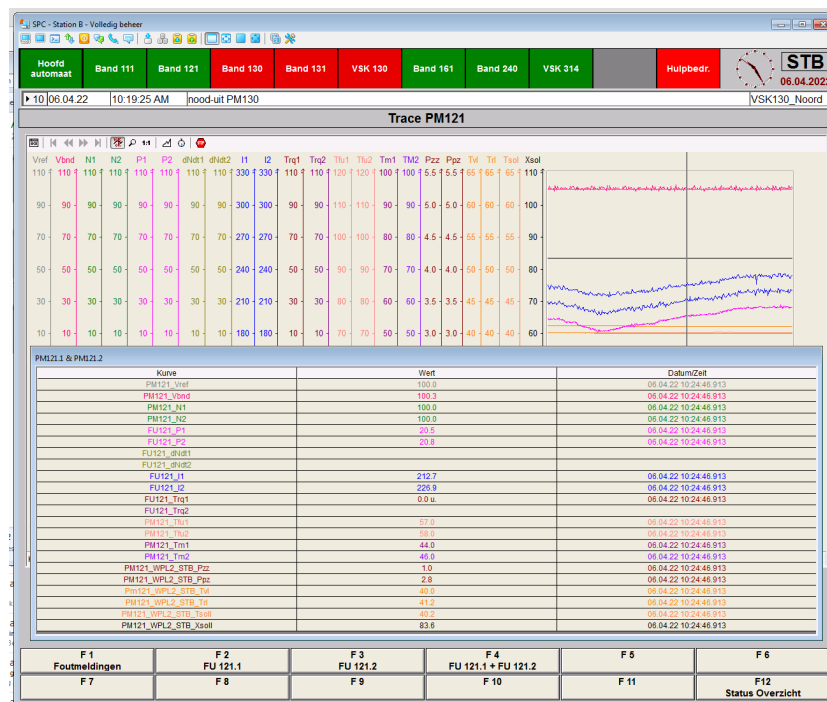 SPC - Station B - Volledig beheer
Hoofd automaat Band 111 Band 121 Band 130 Band 131 VSK 130 Band 161 Band 240 VSK 314 Hulpbedr. STB
06.04.202
10 06.04.22 10:19:25 AM nood-uit PM130 VSK130_Noord
Trace PM121
1:1 STOP
Vref Vbnd N1 N2 P1 P2 dNdt1 dNdt2 I1 I2 Trq1 Trq2 Tfu1 Tfu2 Tm1 TM2 Pzz Ppz Tvl Trl Tsol Xsol
110 110 110 110 110 110 110 110 330 330 110 110 120 120 100 100 5.5 5.5 65 65 65 110
90 90 90 90 90 90 90 90 300 300 90 90 110 110 90 90 5.0 5.0 60 60 60 100
70 70 70 70 70 70 70 70 270 270 70 70 100 100 80 80 4.5 4.5 55 55 55 90
50 50 50 50 50 50 50 50 240 240 50 50 90 90 70 70 4.0 4.0 50 50 50 80
30 30 30 30 30 30 30 30 210 210 30 30 80 80 60 60 3.5 3.5 45 45 45 70
10 10 10 10 10 10 10 10 180 180 10 10 70 70 50 50 3.0 3.0 40 40 40 60
PM121.1 & PM121.2
Kurve Wert Datum/Zeit
PM121_Vref 100.0 06.04.22 10:24:46.913
PM121_Vbnd 100.3 06.04.22 10:24:46.913
PM121_N1 100.0 06.04.22 10:24:46.913
PM121_N2 100.0 06.04.22 10:24:46.913
FU121_P1 20.5 06.04.22 10:24:46.913
FU121_P2 20.8 06.04.22 10:24:46.913
FU121_dNdt1
FU121_dNdt2
FU121_I1 212.7 06.04.22 10:24:46.913
FU121_I2 226.9 06.04.22 10:24:46.913
FU121_Trq1 0.0 u. 06.04.22 10:24:46.913
FU121_Trq2
PM121_Tfu1 57.0 06.04.22 10:24:46.913
PM121_Tfu2 58.0 06.04.22 10:24:46.913
PM121_Tm1 44.0 06.04.22 10:24:46.913
PM121_Tm2 46.0 06.04.22 10:24:46.913
PM121_WPL2_STB_Pzz 1.0 06.04.22 10:24:46.913
PM121_WPL2_STB_Ppz 2.8 06.04.22 10:24:46.913
Pm121_WPL2_STB_Tvl 40.0 06.04.22 10:24:46.913
PM121_WPL2_STB_Trl 41.2 06.04.22 10:24:46.913
PM121_WPL2_STB_Tsoll 40.2 06.04.22 10:24:46.913
PM121_WPL2_STB_Xsoll 83.6 06.04.22 10:24:46.913
F 1 F 2 F 3 F 4 F 5 F 6
Foutmeldingen FU 121.1 FU 121.2 FU 121.1 + FU 121.2
F 7 F 8 F 9 F 10 F 11 F12
Status Overzicht